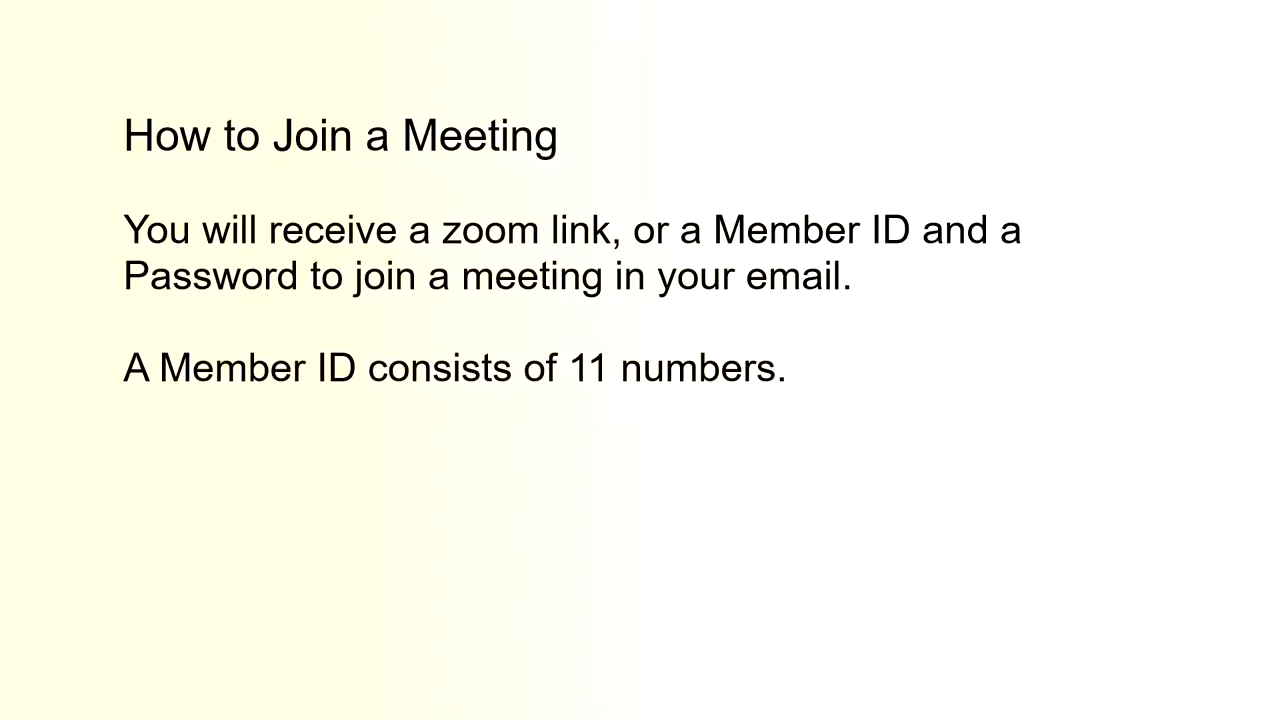 How to Join a Meeting
You will receive a zoom link, or a Member ID and a
Password to join a meeting in your email.
A Member ID consists of 11 numbers.